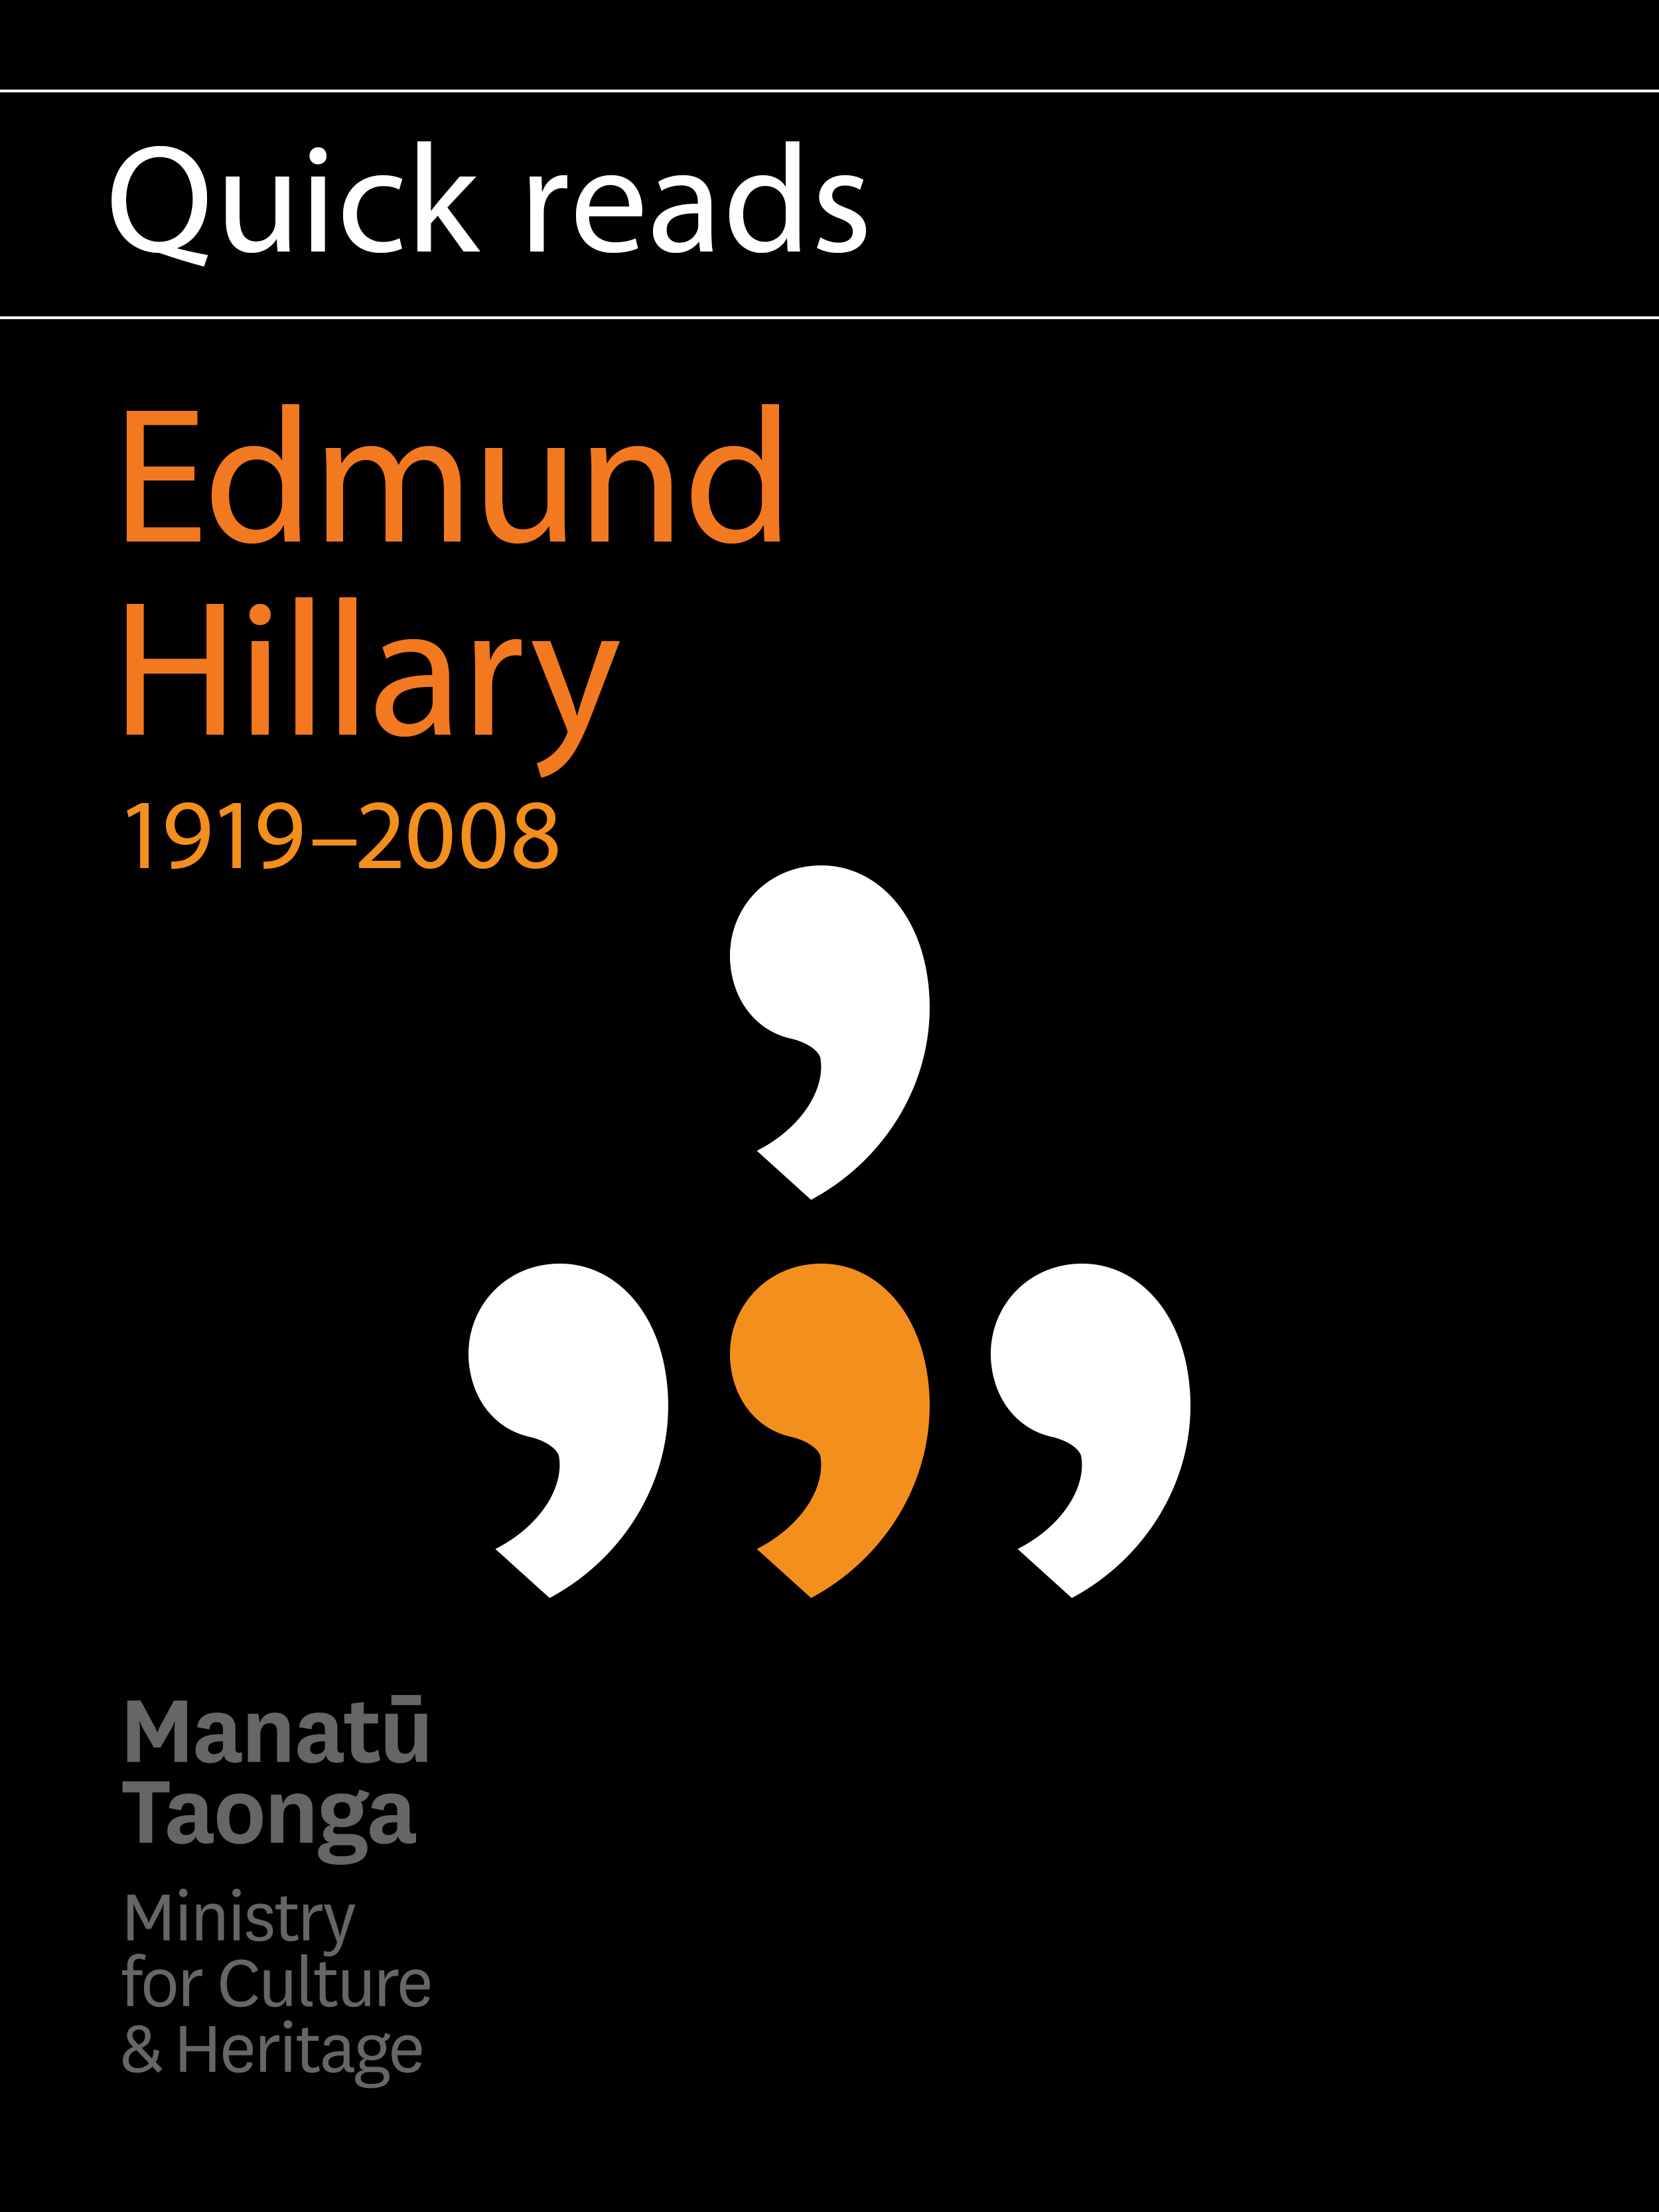 Quick reads
Edmund
Hillary
1919–2008
Manatū
Taonga
Ministry
for Culture
& Heritage